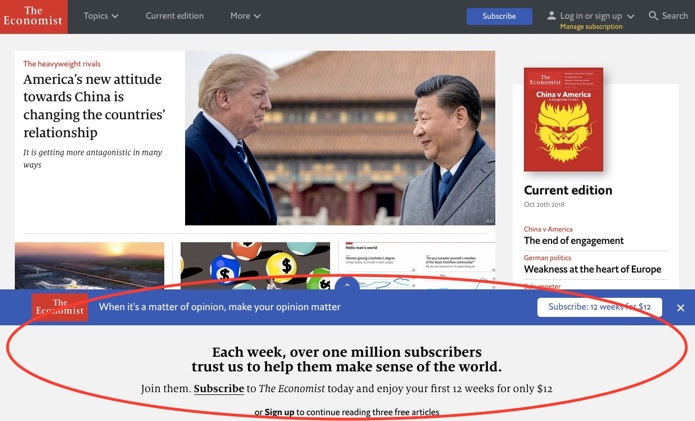 The
Economist
Topics
Current edition
More
Subscribe
Log in or sign up
Manage subscription
Search
The heavyweight rivals
America's new attitude
towards China is
changing the countries'
relationship
It is getting more antagonistic in many
ways
AP
The
Economist
China v America
Current edition
Oct 20th 2018
China v America
The end of engagement
German politics
Weakness at the heart of Europe
$
$
$
Hello man's world
The
Economist
When it's a matter of opinion, make your opinion matter
Subscribe: 12 weeks for $12
Each week, over one million subscribers
trust us to help them make sense of the world.
Join them. Subscribe to The Economist today and enjoy your first 12 weeks for only $12
or Sign up to continue reading three free articles